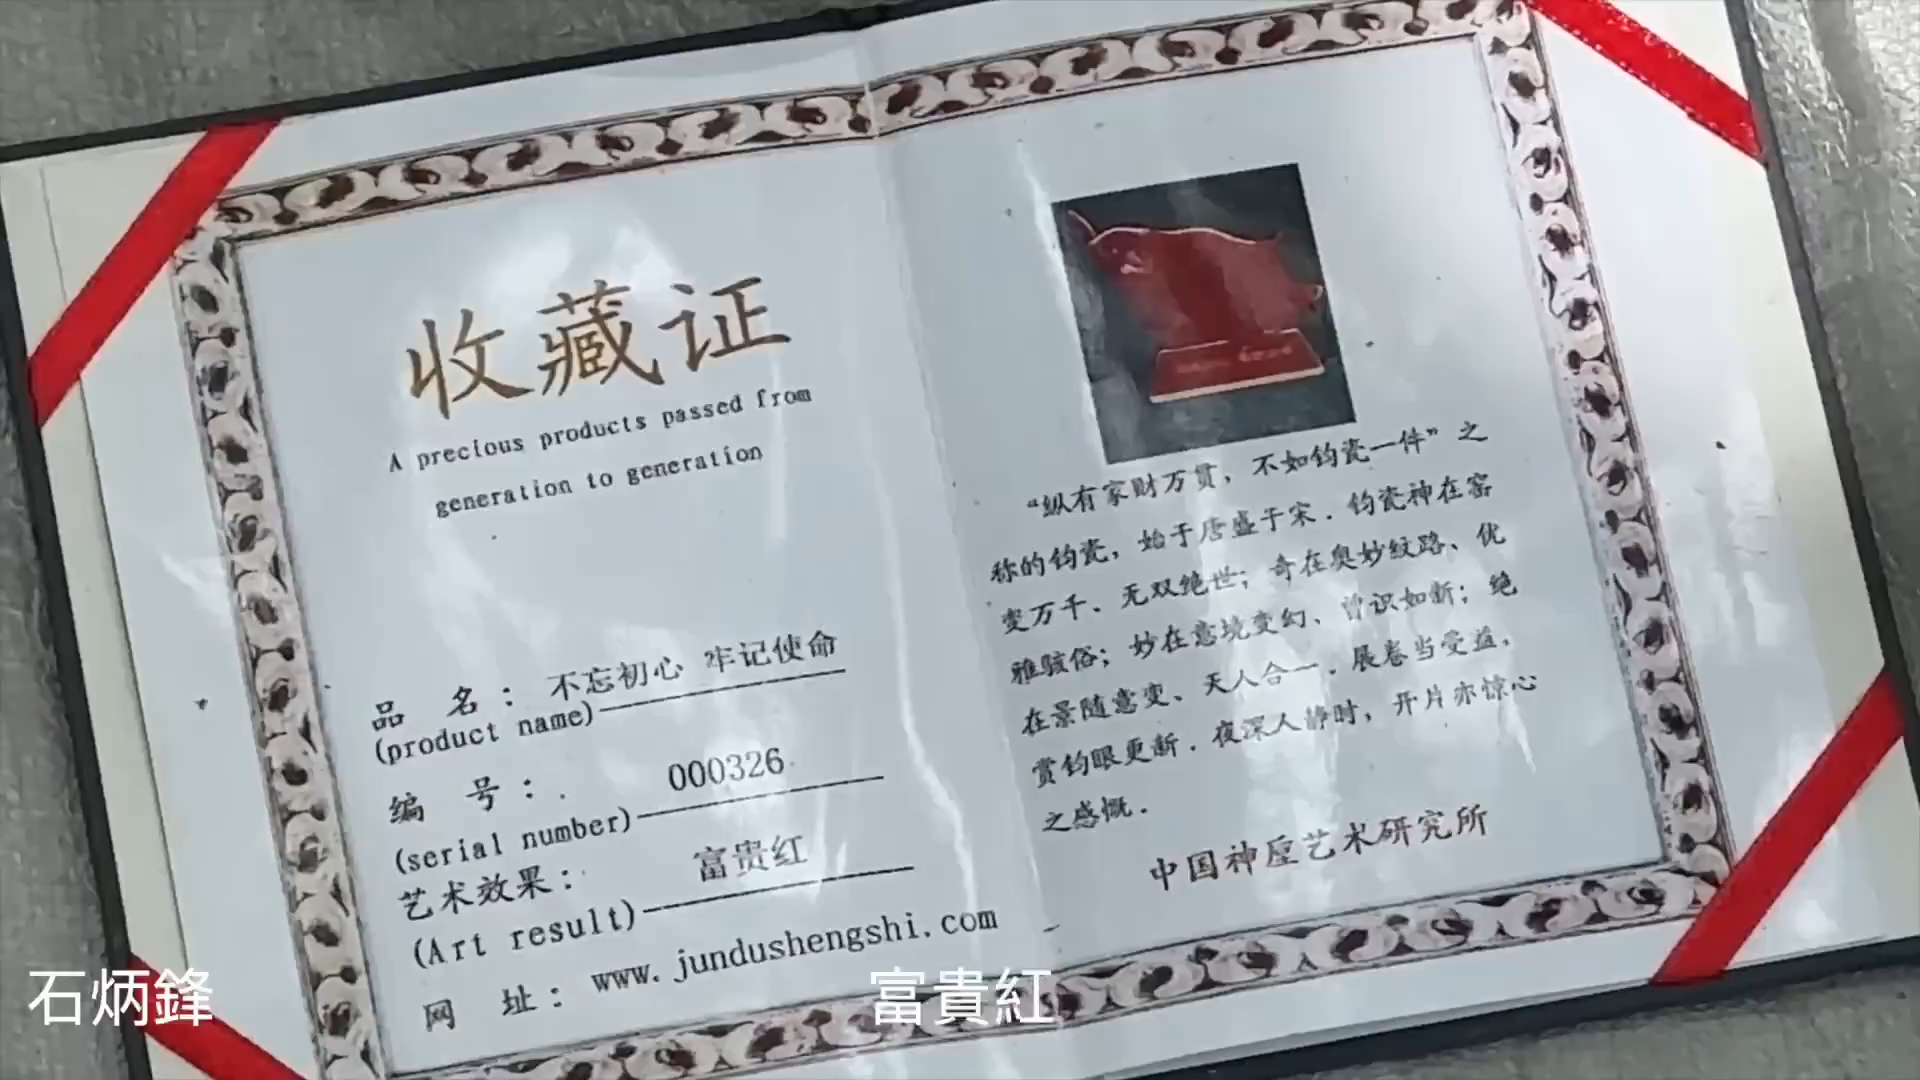 收藏证
A precious products passed from
generation to generation
品 名： 不忘初心 牢记使命
(product name)
编 号： 000326
(serial number)
艺术效果： 富贵红
(Art result)
网 址： www.jundushengshi.com
“纵有家财万贯，不如钧瓷一件”之
称的钧瓷，始于唐盛于宋．钧瓷神在窑
变万千、无双绝世；奇在奥妙纹路、优
雅骇俗；妙在意境变幻、曾识如新；绝
在景随意变、天人合一．展卷当受益，
赏钧眼更新．夜深人静时，开片亦惊心
之感慨．
中国神垕艺术研究所
石炳鋒
富貴紅